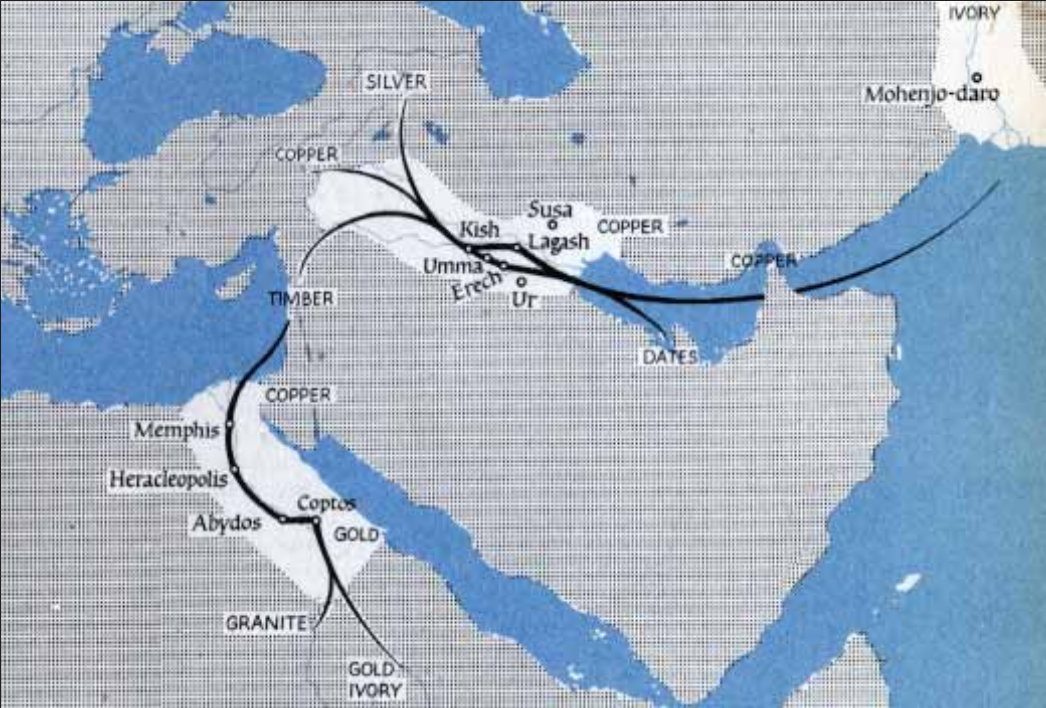 IVORY
Mohenjo-daro
SILVER
COPPER
Susa
COPPER
Kish
Lagash
Umma
Erech
Ur
COPPER
TIMBER
DATES
COPPER
Memphis
Heracleopolis
Coptos
Abydos
GOLD
GRANITE
GOLD
IVORY